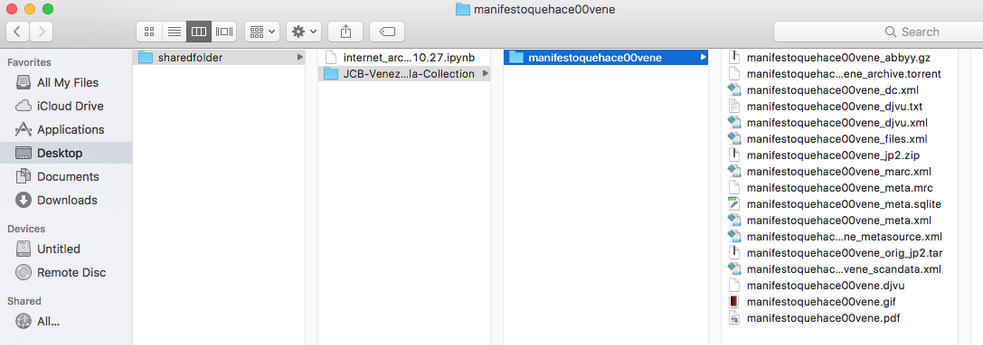 manifestoquehace00vene
Search
Favorites
All My Files
iCloud Drive
Applications
Desktop
Documents
Downloads
Devices
Untitled
Remote Disc
Shared
All...
sharedfolder
internet_arc...10.27.ipynb
JCB-Venez...la-Collection
manifestoquehace00vene
manifestoquehace00vene_abbyy.gz
manifestoquehac...ene_archive.torrent
manifestoquehace00vene_dc.xml
manifestoquehace00vene_djvu.txt
manifestoquehace00vene_djvu.xml
manifestoquehace00vene_files.xml
manifestoquehace00vene_jp2.zip
manifestoquehace00vene_marc.xml
manifestoquehace00vene_meta.mrc
manifestoquehace00vene_meta.sqlite
manifestoquehace00vene_meta.xml
manifestoquehac...ne_metasource.xml
manifestoquehace00vene_orig_jp2.tar
manifestoquehac...vene_scandata.xml
manifestoquehace00vene.djvu
manifestoquehace00vene.gif
manifestoquehace00vene.pdf